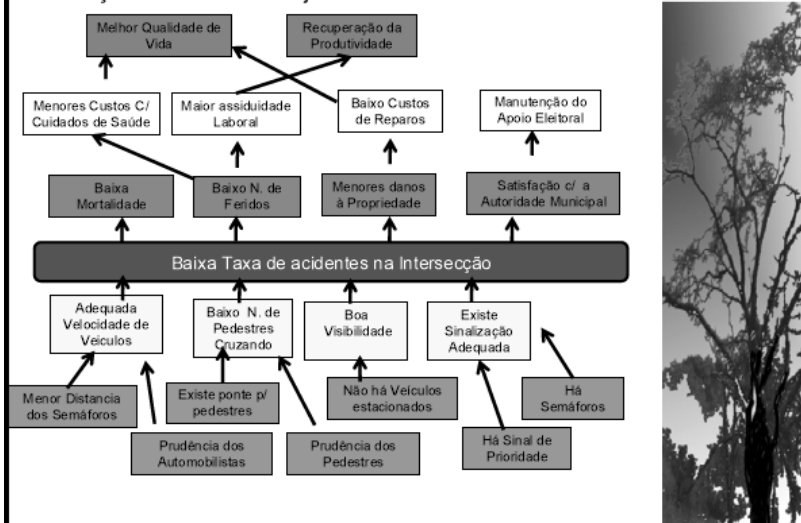 Melhor Qualidade de
Vida
Recuperação da
Produtividade
Menores Custos C/
Cuidados de Saúde
Maior assiduidade
Laboral
Baixo Custos
de Reparos
Manutenção do
Apoio Eleitoral
Baixa
Mortalidade
Baixo N. de
Feridos
Menores danos
à Propriedade
Satisfação c/ a
Autoridade Municipal
Baixa Taxa de acidentes na Intersecção
Adequada
Velocidade de
Veiculos
Baixo N. de
Pedestres
Cruzando
Boa
Visibilidade
Existe
Sinalização
Adequada
Menor Distancia
dos Semáforos
Existe ponte p/
pedestres
Não há Veículos
estacionados
Há
Semáforos
Prudência dos
Automobilistas
Prudência dos
Pedestres
Há Sinal de
Prioridade